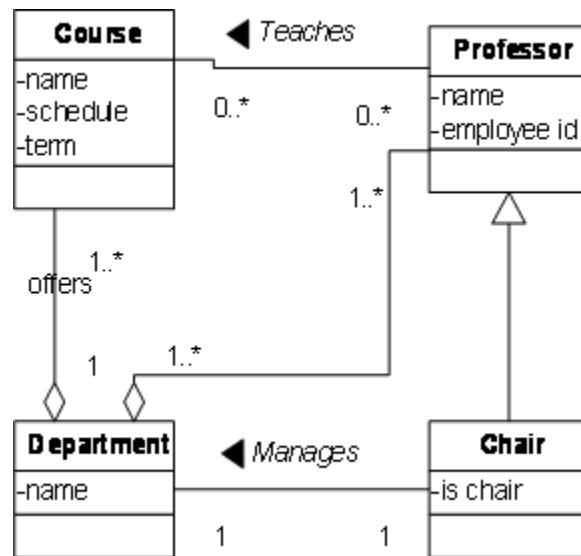 Course
-name
-schedule
-term
Teaches
0..*
0..*
Professor
-name
-employee id
1..*
1..*
offers
1
1..*
Department
-name
Manages
1
1
Chair
-is chair